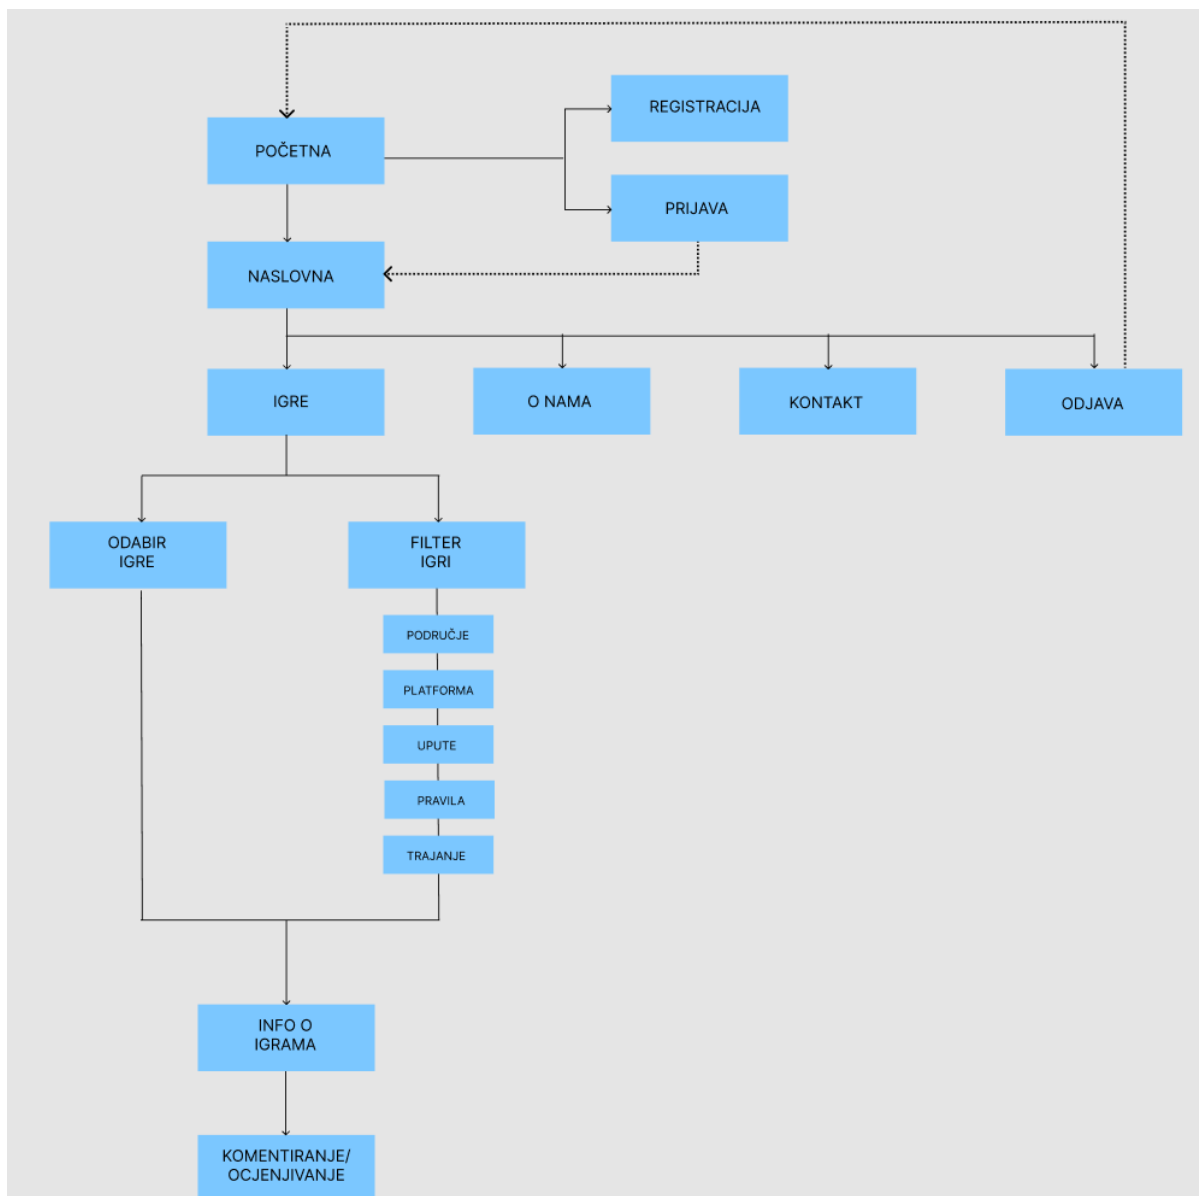 REGISTRACIJA
POČETNA
PRIJAVA
NASLOVNA
IGRE
O NAMA
KONTAKT
ODJAVA
ODABIR
IGRE
FILTER
IGRI
PODRUČJE
PLATFORMA
UPUTE
PRAVILA
TRAJANJE
INFO O
IGRAMA
KOMENTIRANJE/
OCJENJIVANJE